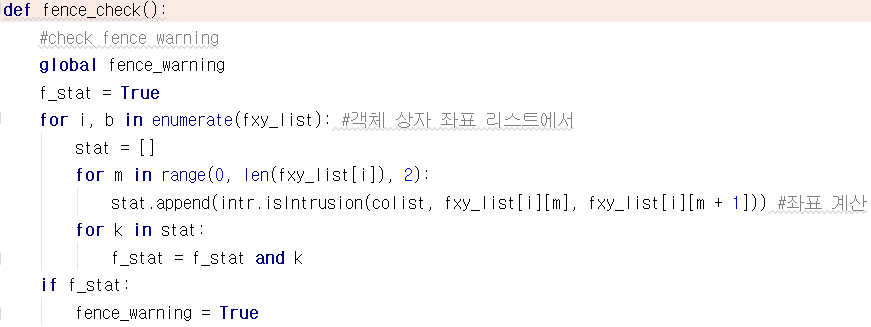 def fence_check():
    #check fence warning
    global fence_warning
    f_stat = True
    for i, b in enumerate(fxy_list): #객체 상자 좌표 리스트에서
        stat = []
        for m in range(0, len(fxy_list[i]), 2):
            stat.append(intr.isIntrusion(colist, fxy_list[i][m], fxy_list[i][m + 1])) #좌표 계산
        for k in stat:
            f_stat = f_stat and k
    if f_stat:
        fence_warning = True